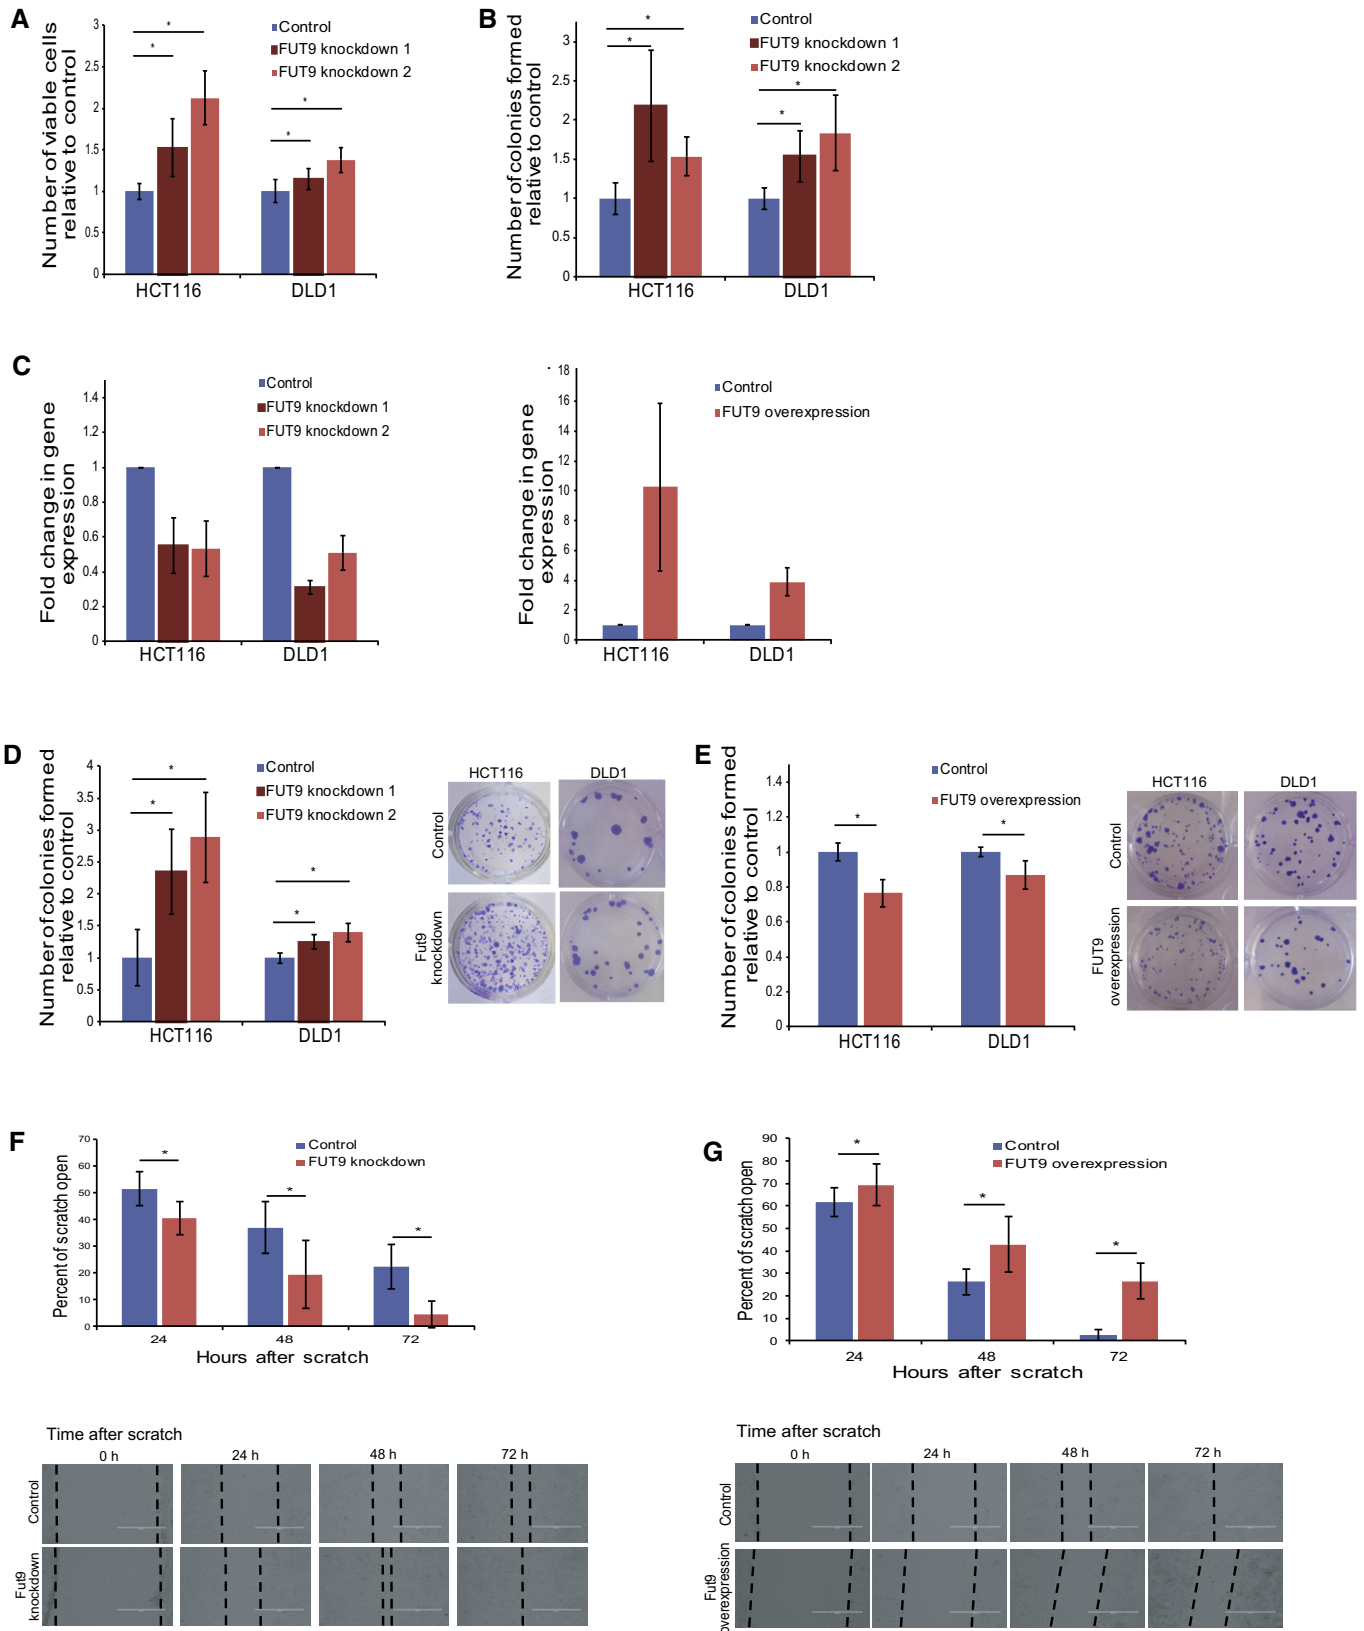 A
Number of viable cells
relative to control
3
2.5
2
1.5
1
0.5
0
*
*
*
*
Control
FUT9 knockdown 1
FUT9 knockdown 2
HCT116
DLD1
B
Number of colonies formed
relative to control
3
2.5
2
1.5
1
0.5
0
*
*
*
*
Control
FUT9 knockdown 1
FUT9 knockdown 2
HCT116
DLD1
C
Fold change in gene
expression
1.4
1.2
1
0.8
0.6
0.4
0.2
0
Control
FUT9 knockdown 1
FUT9 knockdown 2
HCT116
DLD1
Fold change in gene
expression
18
16
14
12
10
8
6
4
2
0
Control
FUT9 overexpression
HCT116
DLD1
D
Number of colonies formed
relative to control
4
3.5
3
2.5
2
1.5
1
0.5
0
*
*
*
*
Control
FUT9 knockdown 1
FUT9 knockdown 2
HCT116
DLD1
HCT116
DLD1
Control
Fut9
knockdown
E
Number of colonies formed
relative to control
1.4
1.2
1
0.8
0.6
0.4
0.2
0
*
*
Control
FUT9 overexpression
HCT116
DLD1
HCT116
DLD1
Control
FUT9
overexpression
F
Percent of scratch open
70
60
50
40
30
20
10
0
*
*
*
Control
FUT9 knockdown
24
48
72
Hours after scratch
Time after scratch
0 h
24 h
48 h
72 h
Control
Fut9
knockdown
G
Percent of scratch open
90
80
70
60
50
40
30
20
10
0
*
*
*
Control
FUT9 overexpression
24
48
72
Hours after scratch
Time after scratch
0 h
24 h
48 h
72 h
Control
Fut9
overexpression